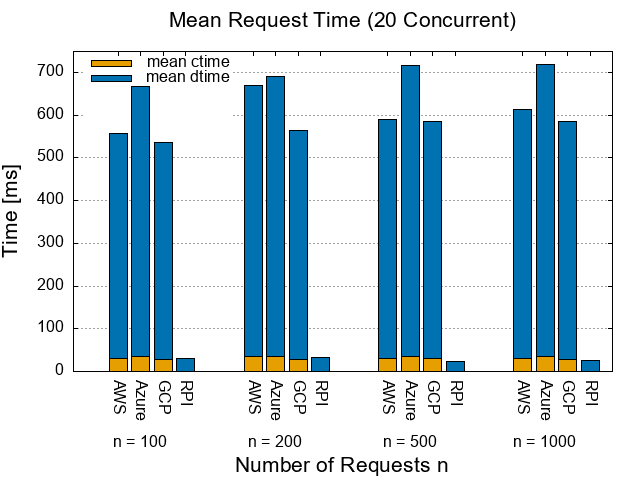 Mean Request Time (20 Concurrent)
mean ctime
mean dtime
Time [ms]
700
600
500
400
300
200
100
0
AWS Azure GCP RPI AWS Azure GCP RPI AWS Azure GCP RPI AWS Azure GCP RPI
n = 100 n = 200 n = 500 n = 1000
Number of Requests n